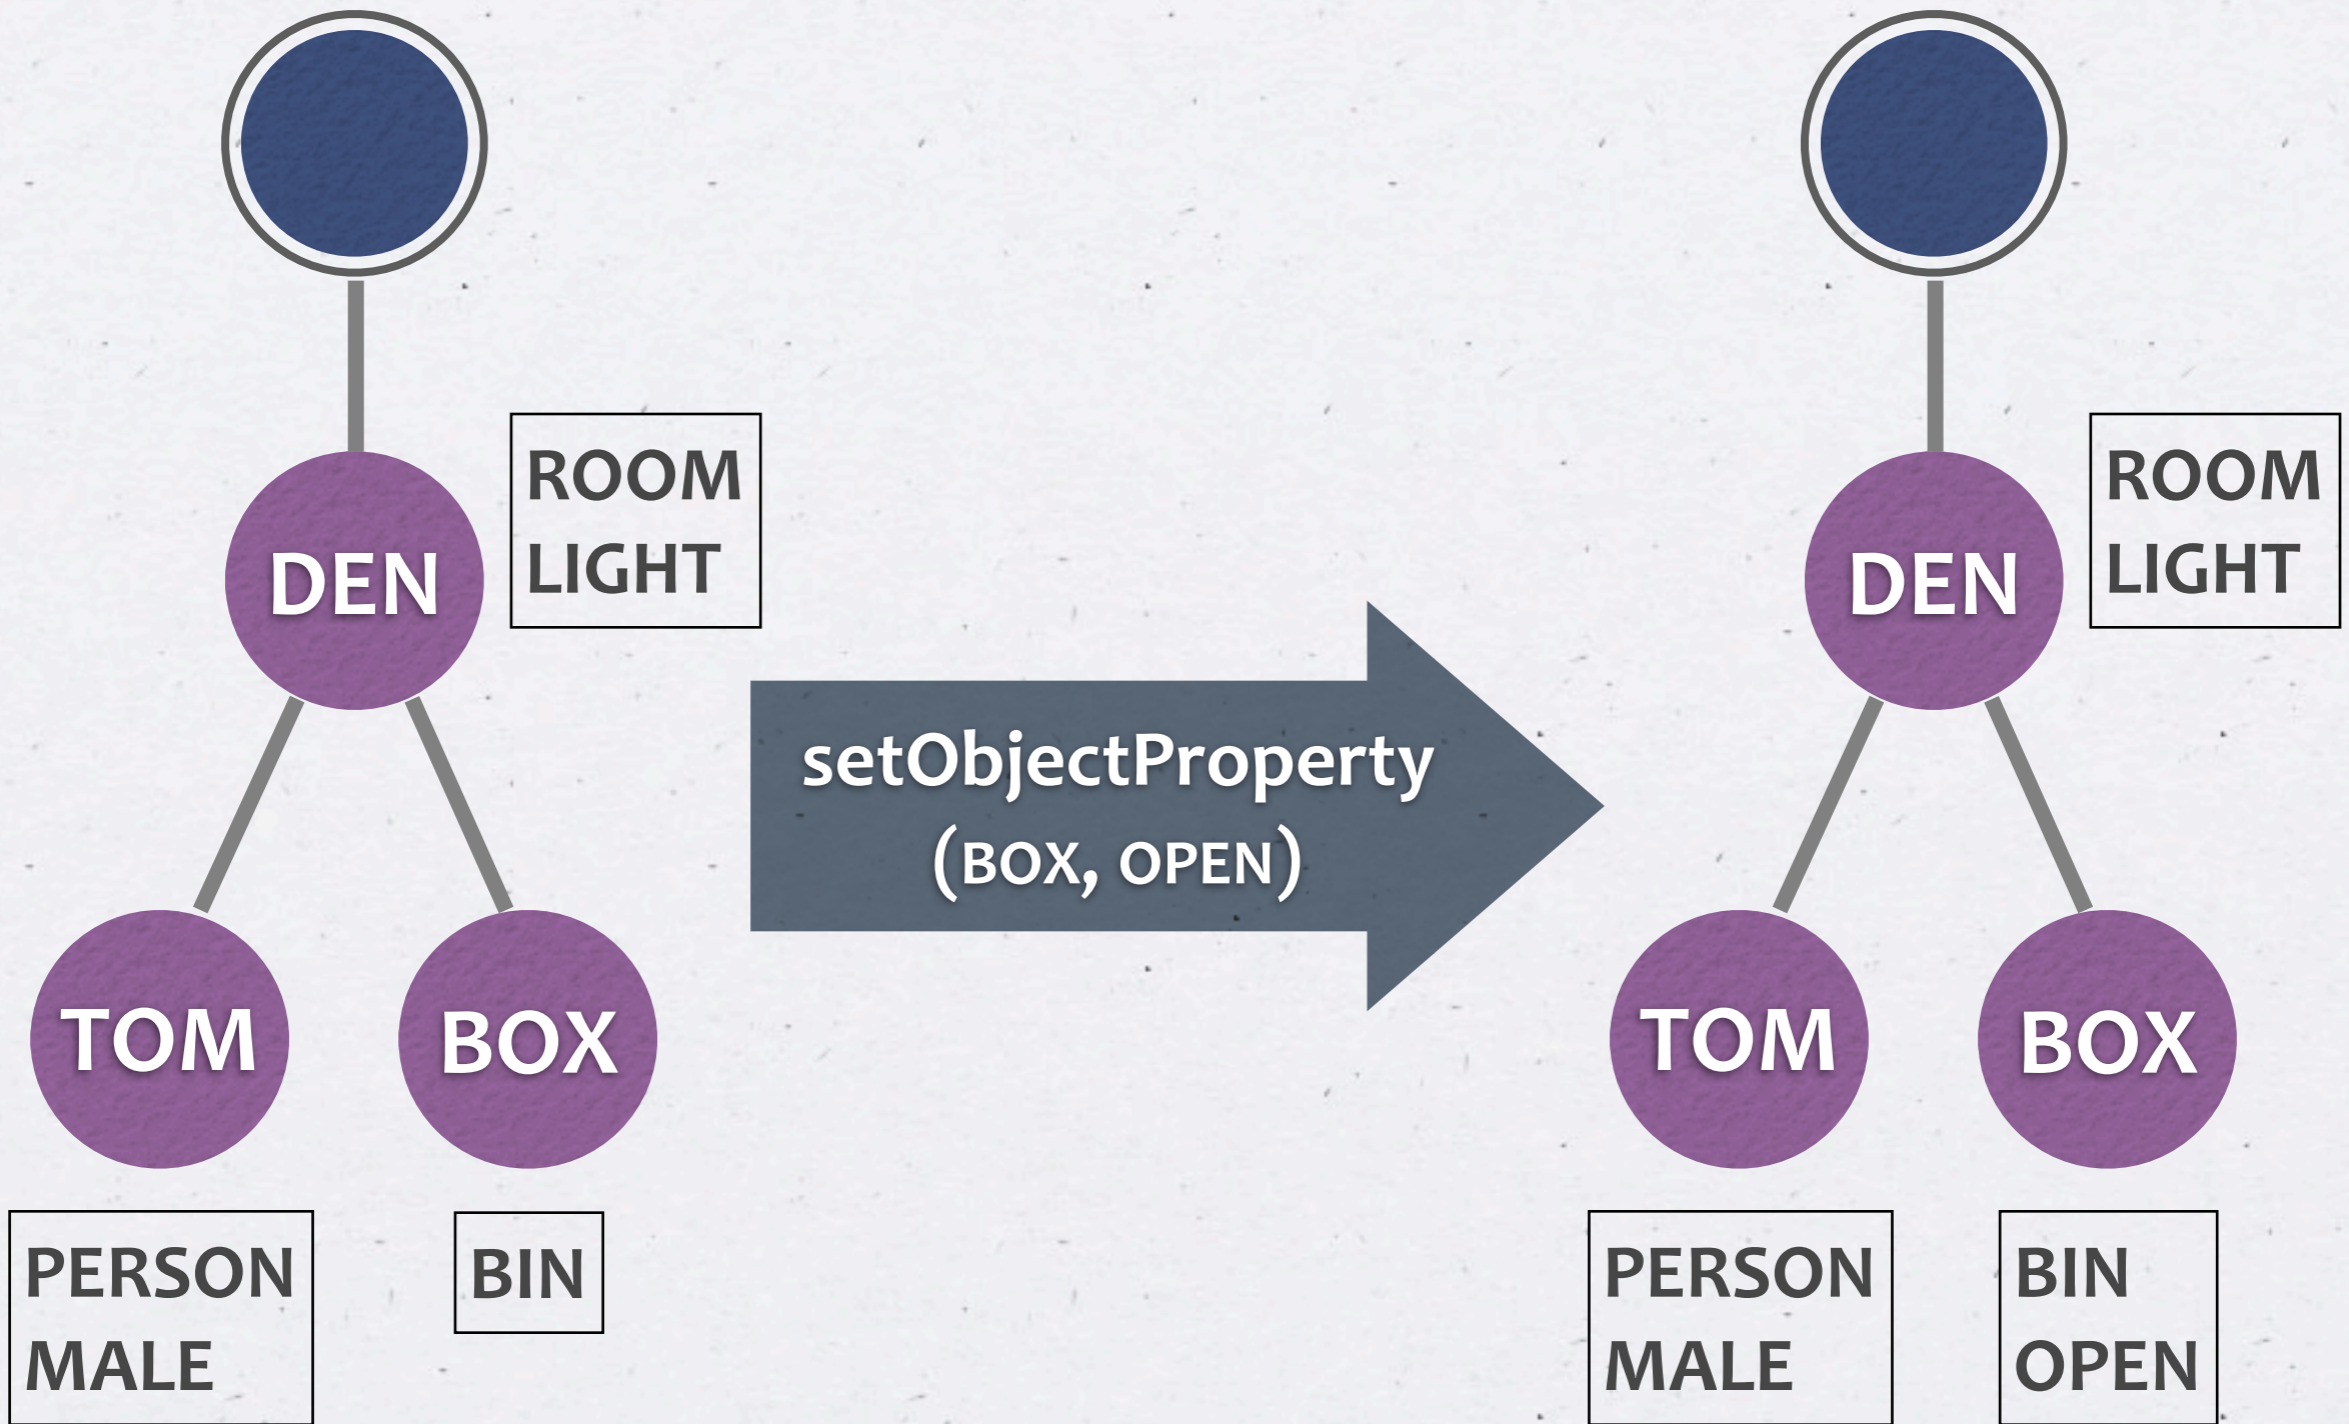 DEN
ROOM
LIGHT
TOM
BOX
PERSON
MALE
BIN
setObjectProperty
(BOX, OPEN)
DEN
ROOM
LIGHT
TOM
BOX
PERSON
MALE
BIN
OPEN